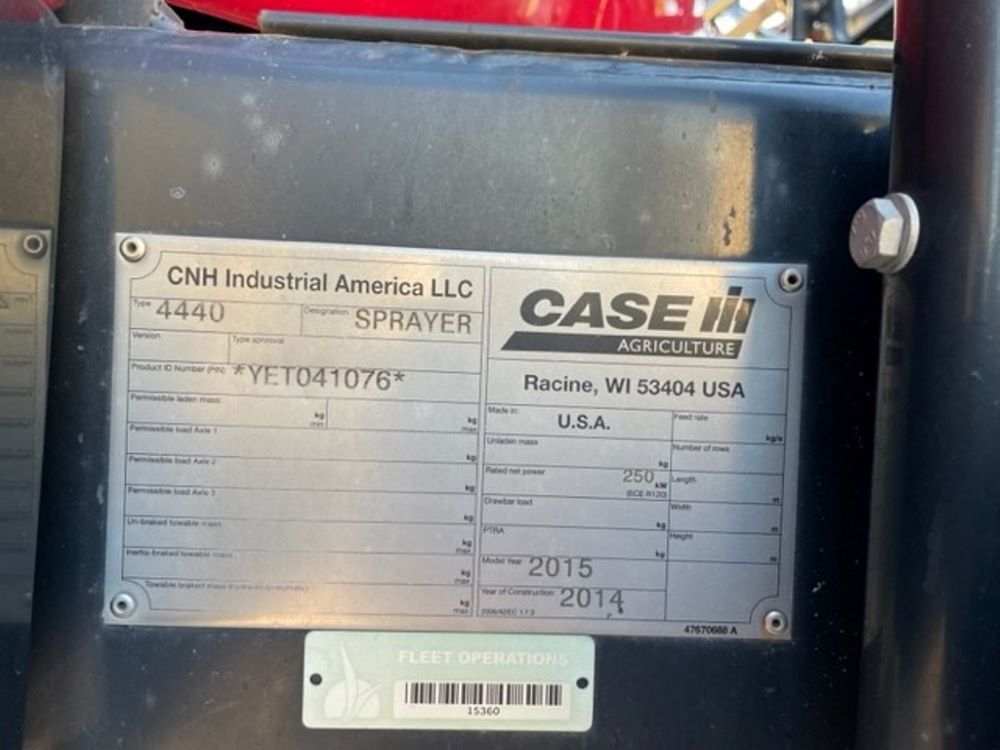 CNH Industrial America LLC
Type 4440
Designation SPRAYER
Version
Type approval
Product ID Number (PIN) *YET041076*
Permissible laden mass:
kg min
kg max
Permissible load Axle 1
kg
Permissible load Axle 2
kg
Permissible load Axle 3
kg
Un-braked towable mass
kg max
Inertia-braked towable mass
kg max
Towable braked mass (hydraulic/pneumatic)
kg max
CASE IH
AGRICULTURE
Racine, WI 53404 USA
Made in: U.S.A.
Feed rate
kg/s
Unladen mass
kg
Number of rows
Rated net power 250 kW
(ECE R120)
Length
m
Drawbar load
kg
Width
m
PTRA
kg
Height
m
Model Year 2015
Year of Construction 2014
2006/42/EC 1.7.3
47670688 A
FLEET OPERATIONS
15360